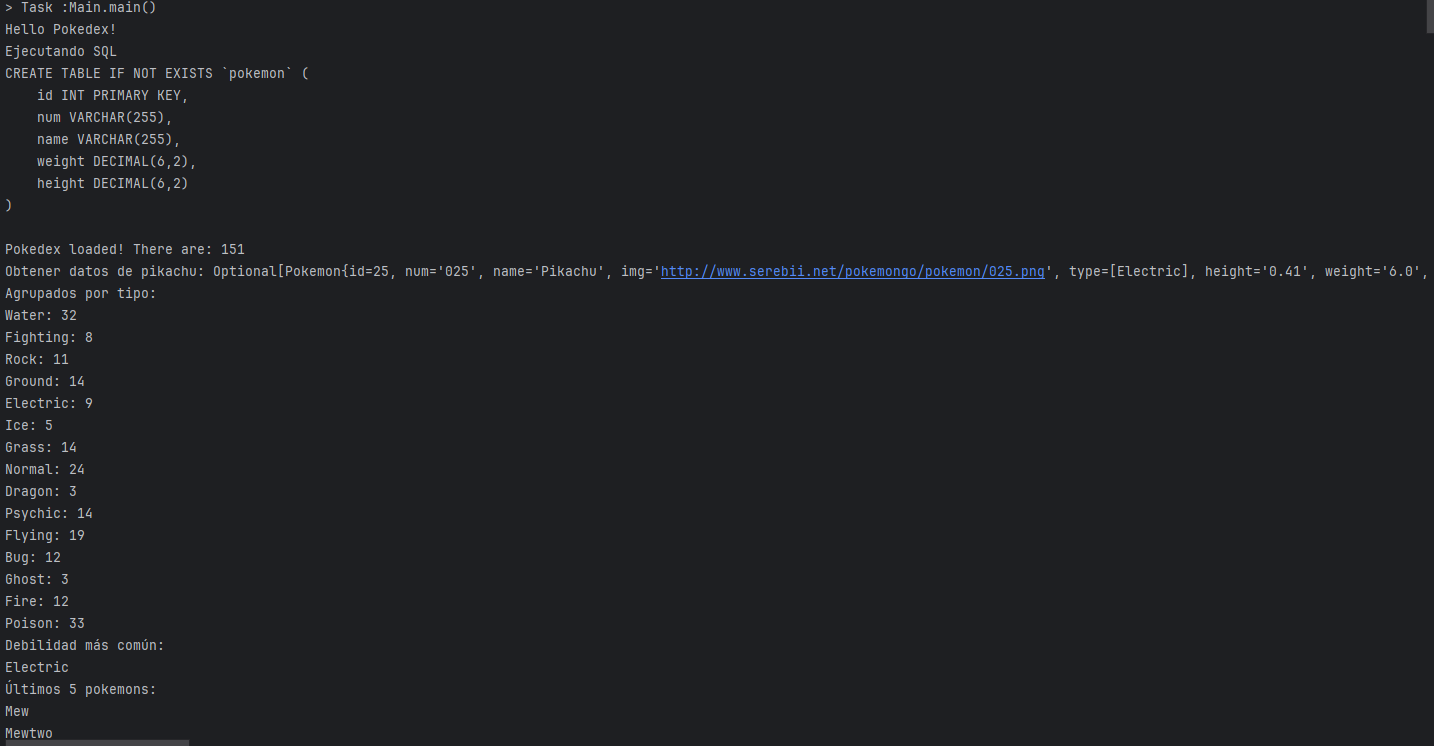 > Task :Main.main()
Hello Pokedex!
Ejecutando SQL
CREATE TABLE IF NOT EXISTS `pokemon` (
    id INT PRIMARY KEY,
    num VARCHAR(255),
    name VARCHAR(255),
    weight DECIMAL(6,2),
    height DECIMAL(6,2)
)
Pokedex loaded! There are: 151
Obtener datos de pikachu: Optional[Pokemon{id=25, num='025', name='Pikachu', img='http://www.serebii.net/pokemongo/pokemon/025.png', type=[Electric], height='0.41', weight='6.0',
Agrupados por tipo:
Water: 32
Fighting: 8
Rock: 11
Ground: 14
Electric: 9
Ice: 5
Grass: 14
Normal: 24
Dragon: 3
Psychic: 14
Flying: 19
Bug: 12
Ghost: 3
Fire: 12
Poison: 33
Debilidad más común:
Electric
Últimos 5 pokemons:
Mew
Mewtwo